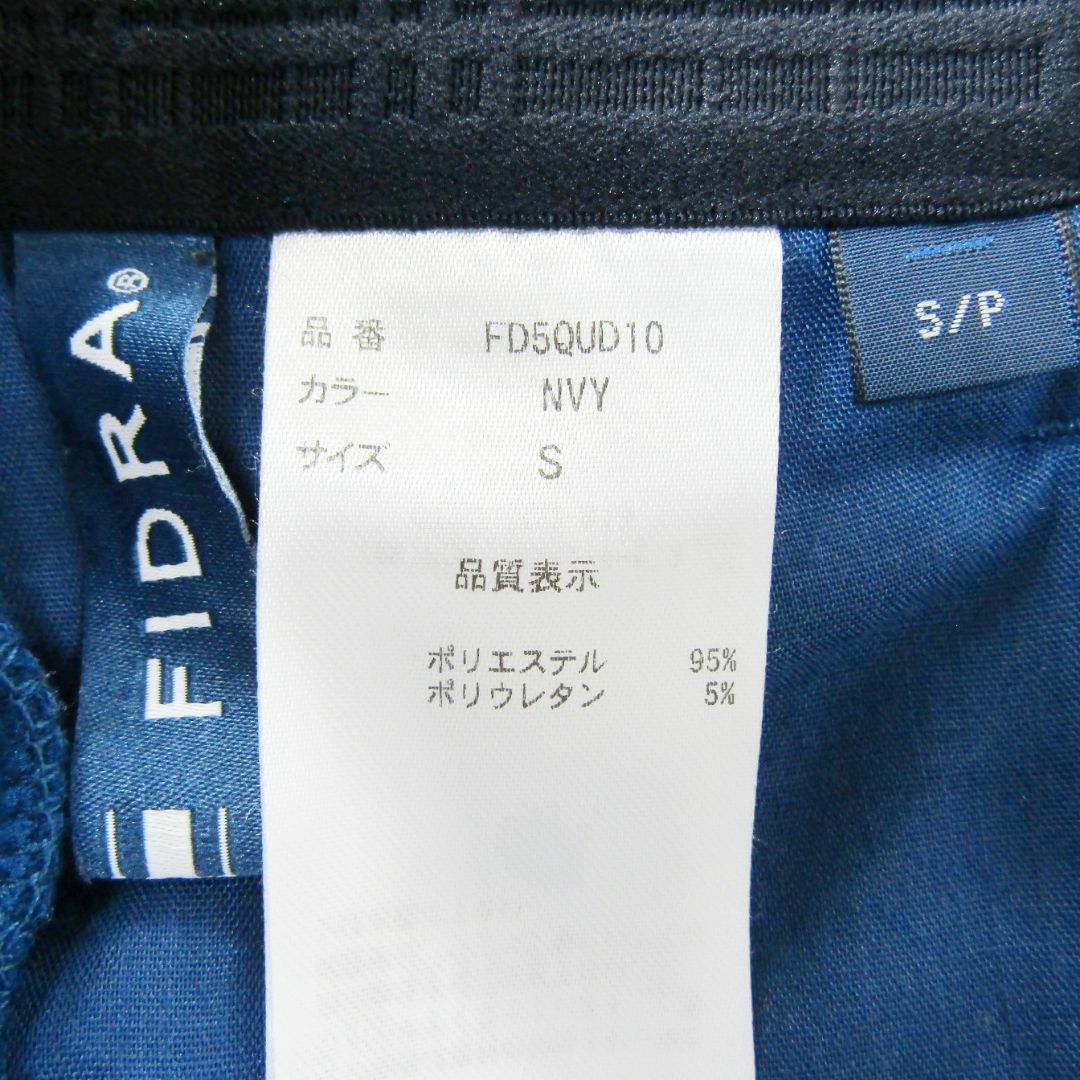 FIDRA®
品番 FD5QUD10
カラー NVY
サイズ S
品質表示
ポリエステル 95%
ポリウレタン 5%
S/P